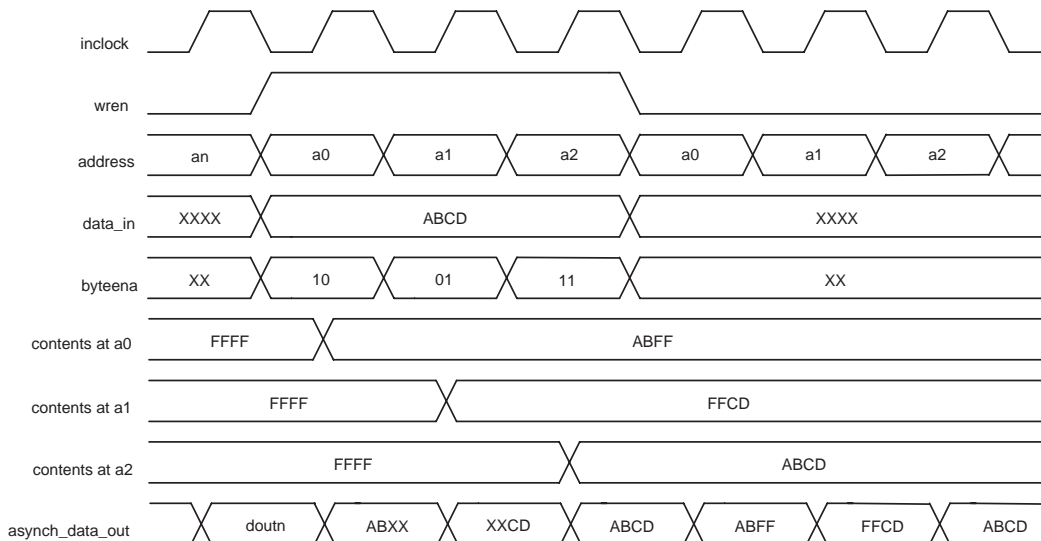 inclock
wren
address an a0 a1 a2 a0 a1 a2
data_in XXXX ABCD XXXX
byteena XX 10 01 11 XX
contents at a0 FFFF ABFF
contents at a1 FFFF FFCD
contents at a2 FFFF ABCD
asynch_data_out doutn ABXX XXCD ABCD ABFF FFCD ABCD